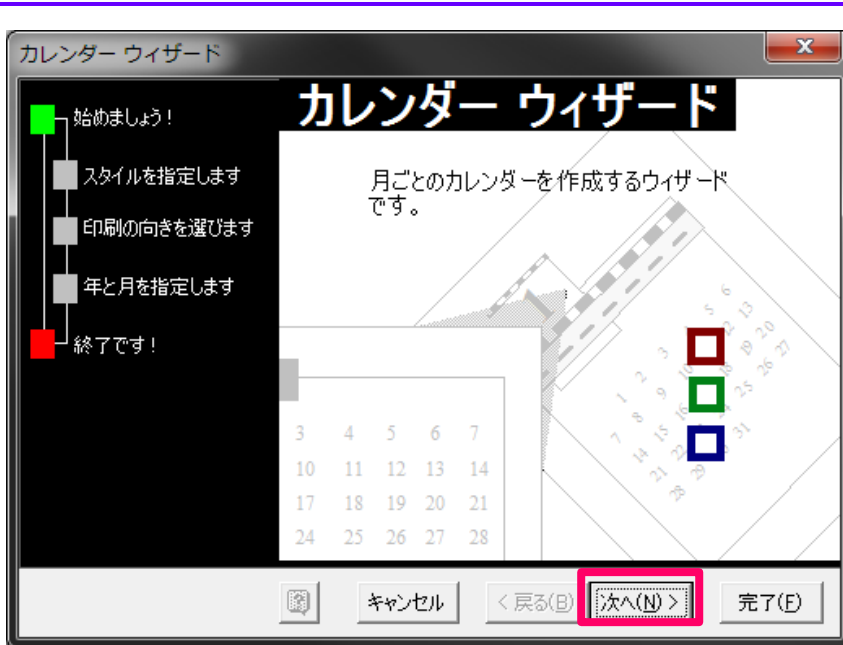 カレンダー ウィザード
始めましょう!
スタイルを指定します
印刷の向きを選びます
年と月を指定します
終了です!
カレンダー ウィザード
月ごとのカレンダーを作成するウィザード
です。
1
3 4 5 6 7
10 11 12 13 14
17 18 19 20 21
24 25 26 27 28
キャンセル
< 戻る(B)
次へ(N) >
完了(F)